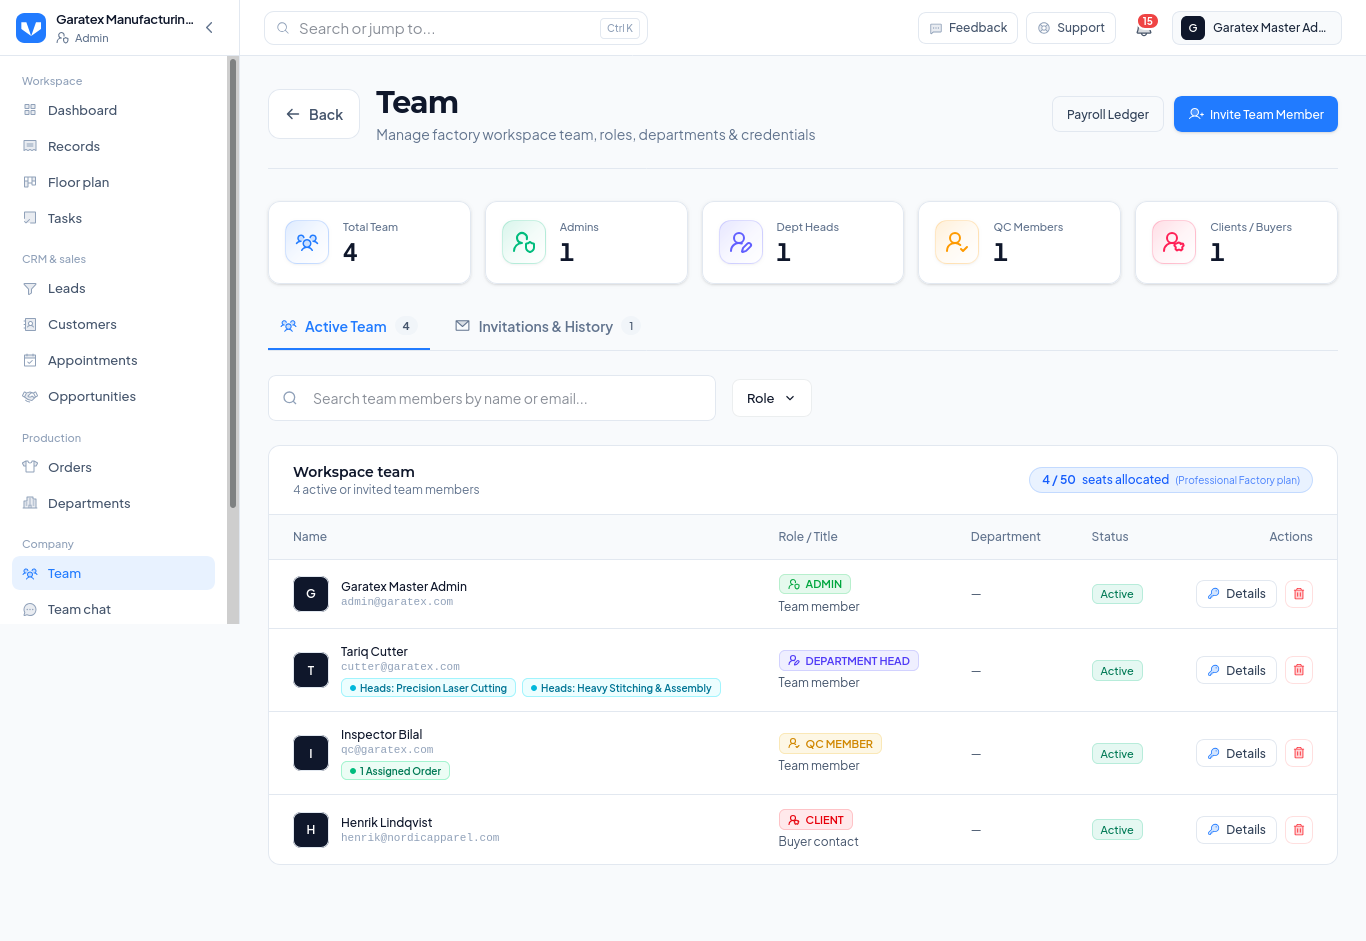 Garatex Manufacturin...
Admin
Search or jump to...
Ctrl K
Feedback
Support
15
G
Garatex Master Ad...
Workspace
Dashboard
Records
Floor plan
Tasks
CRM & sales
Leads
Customers
Appointments
Opportunities
Production
Orders
Departments
Company
Team
Team chat
Back
Team
Manage factory workspace team, roles, departments & credentials
Payroll Ledger
Invite Team Member
Total Team
4
Admins
1
Dept Heads
1
QC Members
1
Clients / Buyers
1
Active Team 4
Invitations & History 1
Search team members by name or email...
Role
Workspace team
4 active or invited team members
4 / 50 seats allocated (Professional Factory plan)
Name Role / Title Department Status Actions
G
Garatex Master Admin
admin@garatex.com
ADMIN
Team member
—
Active
Details
T
Tariq Cutter
cutter@garatex.com
Heads: Precision Laser Cutting
Heads: Heavy Stitching & Assembly
DEPARTMENT HEAD
Team member
—
Active
Details
I
Inspector Bilal
qc@garatex.com
1 Assigned Order
QC MEMBER
Team member
—
Active
Details
H
Henrik Lindqvist
henrik@nordicapparel.com
CLIENT
Buyer contact
—
Active
Details